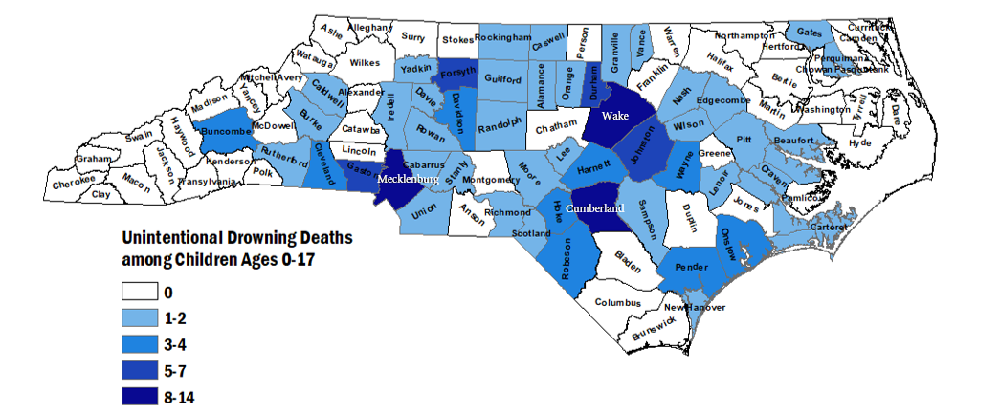 Ashe
Alleghany
Surry
Stokes
Rockingham
Caswell
Person
Granville
Vance
Warren
Northampton
Hertford
Gates
Currituck
Camden
Perquimans
Chowan
Pasquotank
Watauga
Wilkes
Yadkin
Forsyth
Guilford
Alamance
Orange
Durham
Franklin
Halifax
Bertie
Mitchell
Avery
Caldwell
Alexander
Iredell
Davie
Davidson
Randolph
Chatham
Wake
Nash
Edgecombe
Martin
Washington
Tyrrell
Dare
Madison
Yancey
Burke
McDowell
Catawba
Rowan
Lee
Johnston
Wilson
Pitt
Beaufort
Hyde
Swain
Haywood
Buncombe
Rutherford
Cleveland
Lincoln
Gaston
Cabarrus
Stanly
Montgomery
Moore
Harnett
Wayne
Greene
Lenoir
Craven
Pamlico
Graham
Jackson
Henderson
Polk
Mecklenburg
Cherokee
Macon
Transylvania
Clay
Union
Anson
Richmond
Hoke
Cumberland
Sampson
Duplin
Jones
Carteret
Scotland
Robeson
Bladen
Pender
Onslow
Columbus
New Hanover
Brunswick
Unintentional Drowning Deaths
among Children Ages 0-17
0
1-2
3-4
5-7
8-14